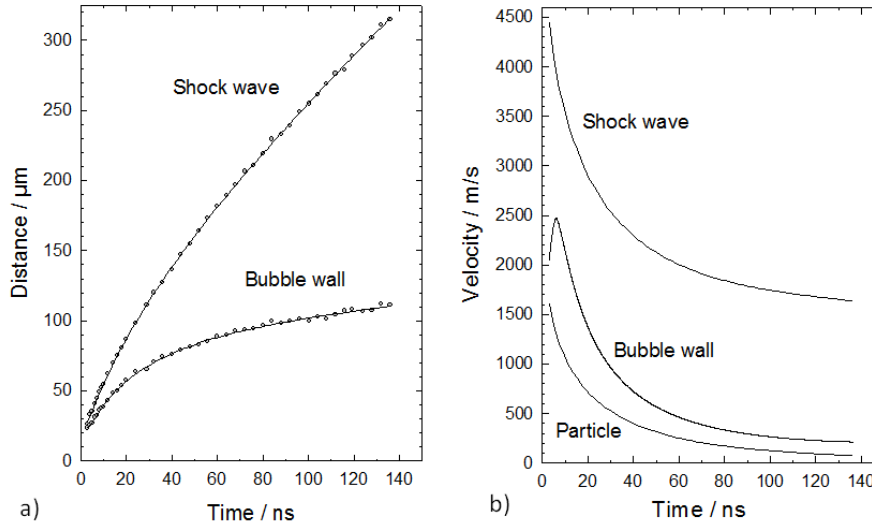 300
250
200
150
100
50
0
Distance / µm
Shock wave
Bubble wall
0 20 40 60 80 100 120 140
Time / ns
a)
4500
4000
3500
3000
2500
2000
1500
1000
500
0
Velocity / m/s
Shock wave
Bubble wall
Particle
0 20 40 60 80 100 120 140
Time / ns
b)